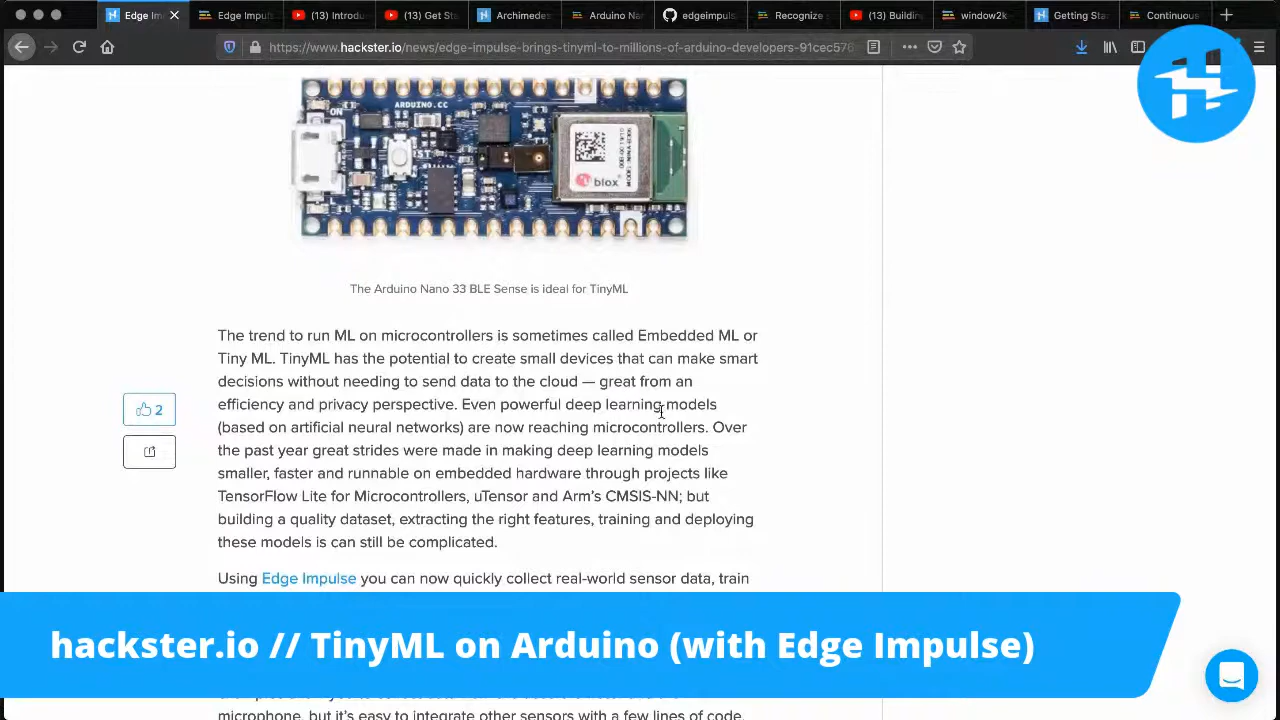 Edge Im
Edge Impuls
(13) Introdu
(13) Get Sta
Archimedes
Arduino Na
edgeimpuls
Recognize s
(13) Building
window2k
Getting Sta
Continuous
https://www.hackster.io/news/edge-impulse-brings-tinyml-to-millions-of-arduino-developers-91cec576
ARDUINO.CC
ON
blox
The Arduino Nano 33 BLE Sense is ideal for TinyML
The trend to run ML on microcontrollers is sometimes called Embedded ML or
Tiny ML. TinyML has the potential to create small devices that can make smart
decisions without needing to send data to the cloud — great from an
efficiency and privacy perspective. Even powerful deep learning models
2
(based on artificial neural networks) are now reaching microcontrollers. Over
the past year great strides were made in making deep learning models
smaller, faster and runnable on embedded hardware through projects like
TensorFlow Lite for Microcontrollers, uTensor and Arm's CMSIS-NN; but
building a quality dataset, extracting the right features, training and deploying
these models is can still be complicated.
Using Edge Impulse you can now quickly collect real-world sensor data, train
hackster.io // TinyML on Arduino (with Edge Impulse)
microphone, but it's easy to integrate other sensors with a few lines of code.